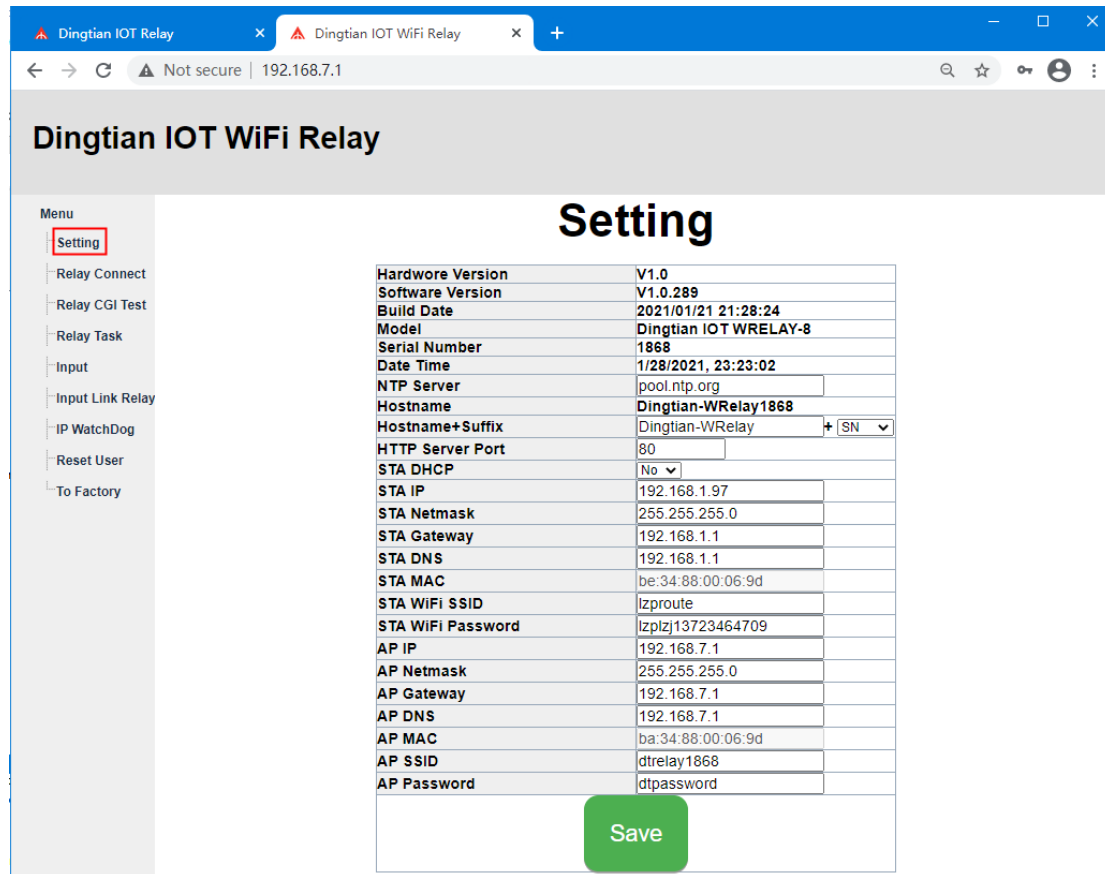 Dingtian IOT Relay
Dingtian IOT WiFi Relay
Not secure | 192.168.7.1
Dingtian IOT WiFi Relay
Menu
Setting
Relay Connect
Relay CGI Test
Relay Task
Input
Input Link Relay
IP WatchDog
Reset User
To Factory
Setting
Hardwore Version V1.0
Software Version V1.0.289
Build Date 2021/01/21 21:28:24
Model Dingtian IOT WRELAY-8
Serial Number 1868
Date Time 1/28/2021, 23:23:02
NTP Server pool.ntp.org
Hostname Dingtian-WRelay1868
Hostname+Suffix Dingtian-WRelay + SN
HTTP Server Port 80
STA DHCP No
STA IP 192.168.1.97
STA Netmask 255.255.255.0
STA Gateway 192.168.1.1
STA DNS 192.168.1.1
STA MAC be:34:88:00:06:9d
STA WiFi SSID lzproute
STA WiFi Password lzplzj13723464709
AP IP 192.168.7.1
AP Netmask 255.255.255.0
AP Gateway 192.168.7.1
AP DNS 192.168.7.1
AP MAC ba:34:88:00:06:9d
AP SSID dtrelay1868
AP Password dtpassword
Save